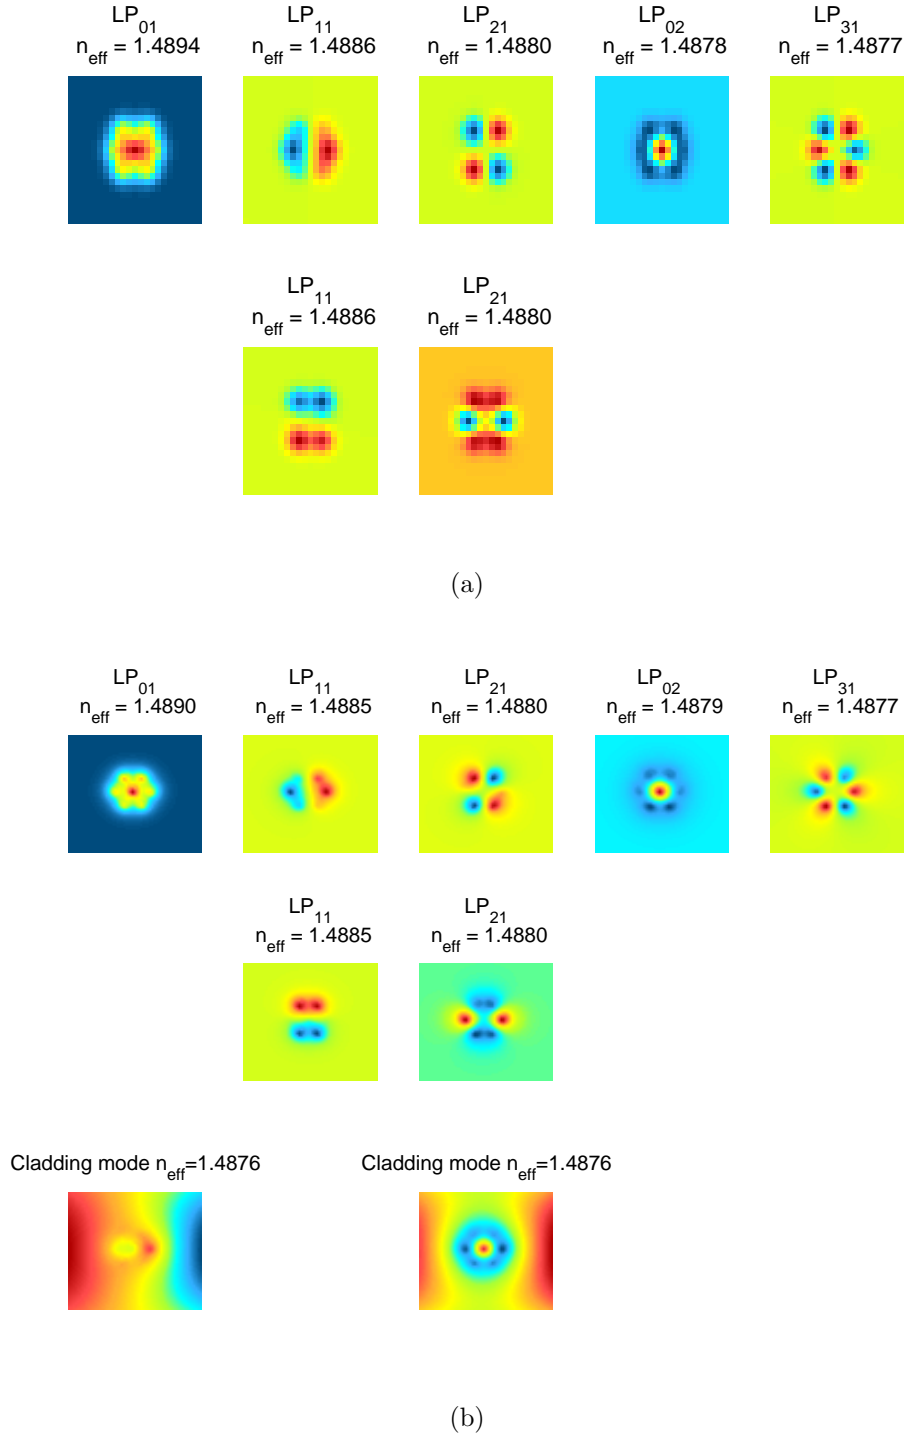 LP01 LP11 LP21 LP02 LP31
neff = 1.4894 neff = 1.4886 neff = 1.4880 neff = 1.4878 neff = 1.4877
LP11 LP21
neff = 1.4886 neff = 1.4880
(a)
LP01 LP11 LP21 LP02 LP31
neff = 1.4890 neff = 1.4885 neff = 1.4880 neff = 1.4879 neff = 1.4877
LP11 LP21
neff = 1.4885 neff = 1.4880
Cladding mode neff=1.4876 Cladding mode neff=1.4876
(b)